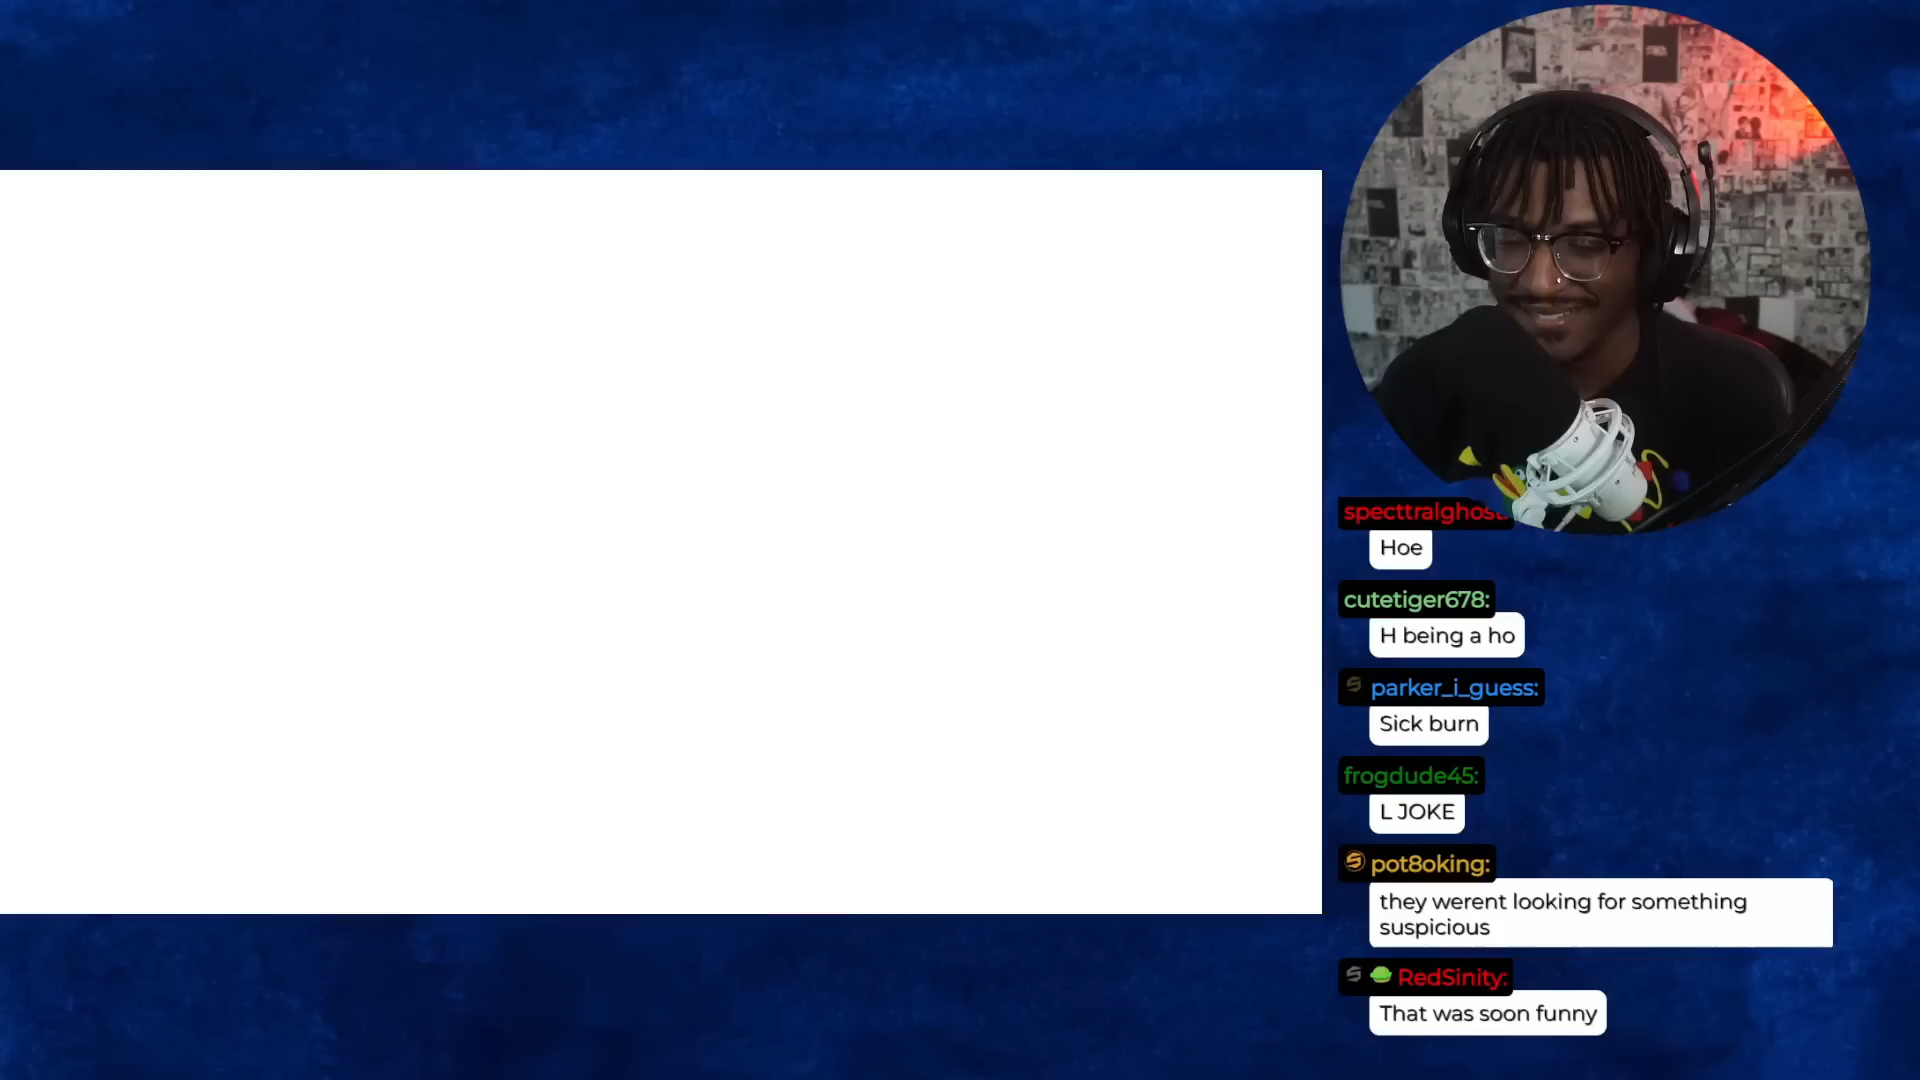 specttralghost:
Hoe
cutetiger678:
H being a ho
parker_i_guess:
Sick burn
frogdude45:
L JOKE
pot8oking:
they werent looking for something
suspicious
RedSinity:
That was soon funny